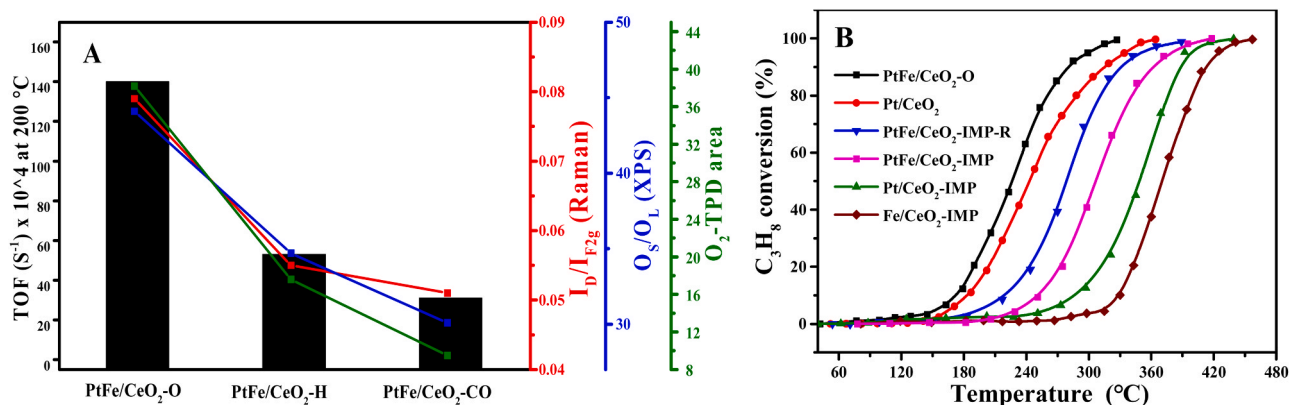 A
TOF (S⁻¹) x 10^4 at 200 °C
160
140
120
100
80
60
40
20
0
PtFe/CeO₂-O
PtFe/CeO₂-H
PtFe/CeO₂-CO
0.09
0.08
0.07
0.06
0.05
0.04
I_D/I_F2g (Raman)
50
40
30
O_S/O_L (XPS)
44
40
36
32
28
24
20
16
12
8
O₂-TPD area
B
C₃H₈ conversion (%)
100
80
60
40
20
0
PtFe/CeO₂-O
Pt/CeO₂
PtFe/CeO₂-IMP-R
PtFe/CeO₂-IMP
Pt/CeO₂-IMP
Fe/CeO₂-IMP
60 120 180 240 300 360 420 480
Temperature (°C)